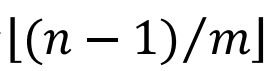 ⌊(n − 1)/m⌋